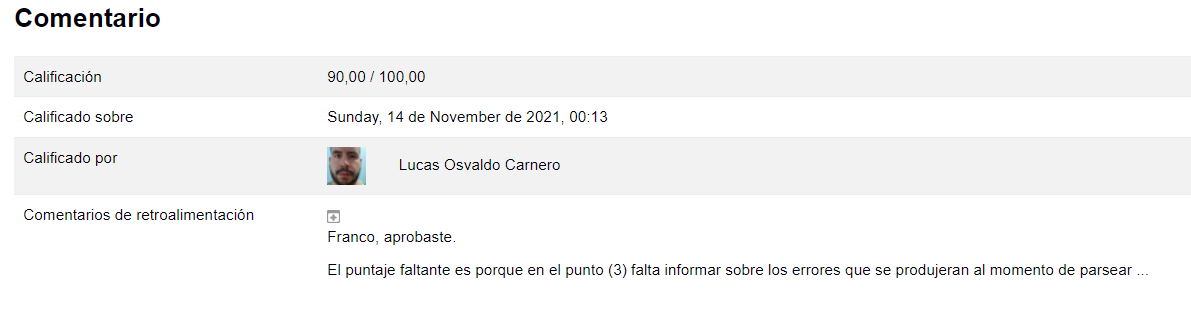 Comentario
Calificación 90,00 / 100,00
Calificado sobre Sunday, 14 de November de 2021, 00:13
Calificado por Lucas Osvaldo Carnero
Comentarios de retroalimentación
Franco, aprobaste.
El puntaje faltante es porque en el punto (3) falta informar sobre los errores que se produjeran al momento de parsear ...